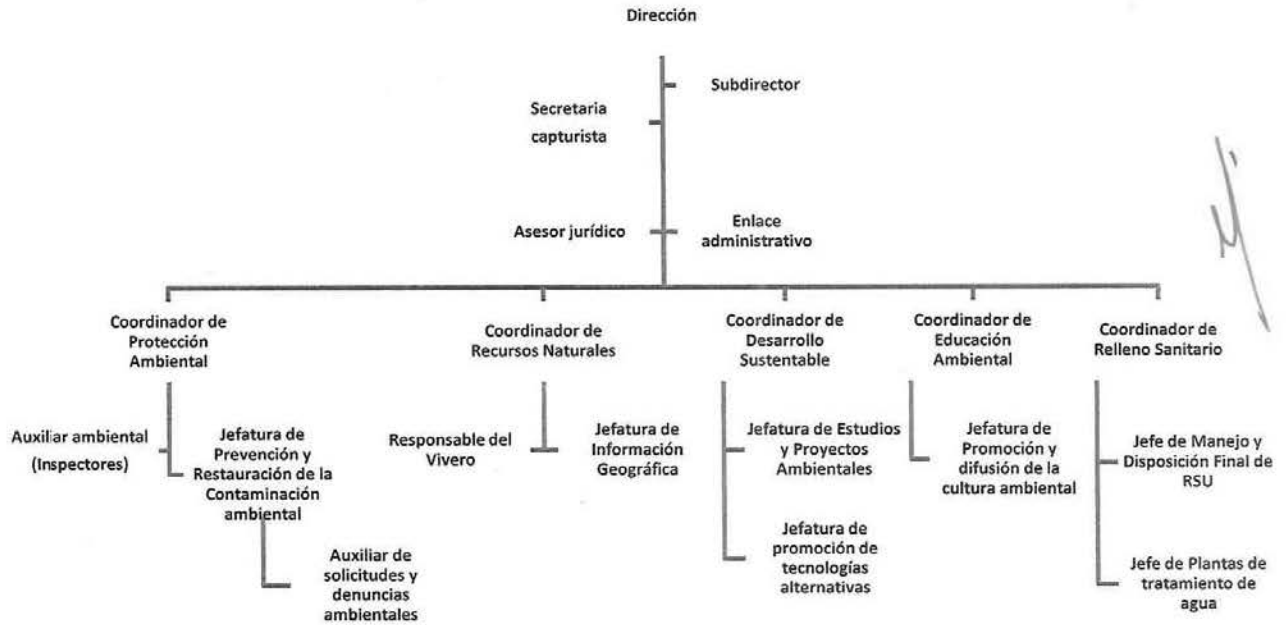 Dirección
Subdirector
Secretaria
capturista
Asesor jurídico
Enlace
administrativo
Coordinador de
Protección
Ambiental
Coordinador de
Recursos Naturales
Coordinador de
Desarrollo
Sustentable
Coordinador de
Educación
Ambiental
Coordinador de
Relleno Sanitario
Auxiliar ambiental
(Inspectores)
Jefatura de
Prevención y
Restauración de la
Contaminación
ambiental
Auxiliar de
solicitudes y
denuncias
ambientales
Responsable del
Vivero
Jefatura de
Información
Geográfica
Jefatura de Estudios
y Proyectos
Ambientales
Jefatura de
promoción de
tecnologías
alternativas
Jefatura de
Promoción y
difusión de la
cultura ambiental
Jefe de Manejo y
Disposición Final de
RSU
Jefe de Plantas de
tratamiento de
agua